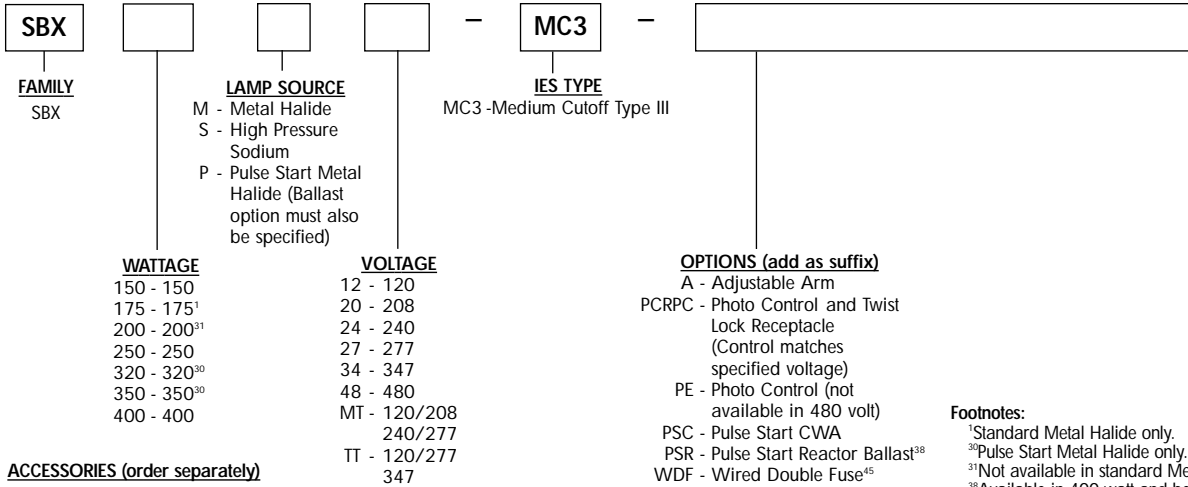 SBX – MC3 –
FAMILY
SBX
LAMP SOURCE
M - Metal Halide
S - High Pressure
Sodium
P - Pulse Start Metal
Halide (Ballast
option must also
be specified)
IES TYPE
MC3 -Medium Cutoff Type III
WATTAGE
150 - 150
175 - 175¹
200 - 200³¹
250 - 250
320 - 320³⁰
350 - 350³⁰
400 - 400
VOLTAGE
12 - 120
20 - 208
24 - 240
27 - 277
34 - 347
48 - 480
MT - 120/208
240/277
TT - 120/277
347
OPTIONS (add as suffix)
A - Adjustable Arm
PCRPC - Photo Control and Twist
Lock Receptacle
(Control matches
specified voltage)
PE - Photo Control (not
available in 480 volt)
PSC - Pulse Start CWA
PSR - Pulse Start Reactor Ballast³⁸
WDF - Wired Double Fuse⁴⁵
Footnotes:
¹Standard Metal Halide only.
³⁰Pulse Start Metal Halide only.
³¹Not available in standard
³⁸Available in 400 watt and
ACCESSORIES (order separately)